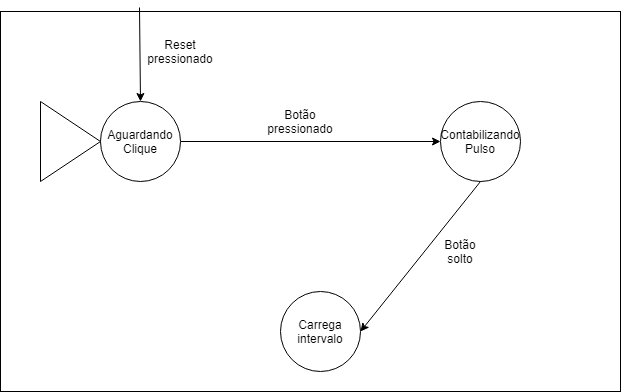 Reset
pressionado
Aguardando
Clique
Botão
pressionado
Contabilizando
Pulso
Botão
solto
Carrega
intervalo